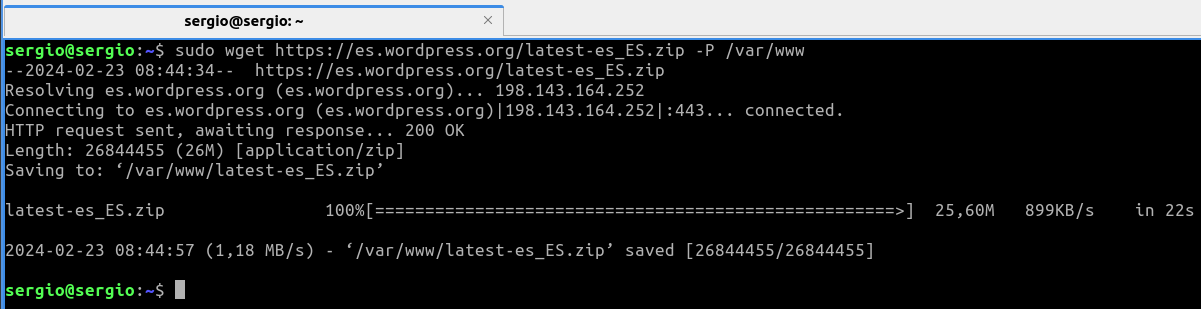 sergio@sergio: ~ ×
sergio@sergio:~$ sudo wget https://es.wordpress.org/latest-es_ES.zip -P /var/www
--2024-02-23 08:44:34--  https://es.wordpress.org/latest-es_ES.zip
Resolving es.wordpress.org (es.wordpress.org)... 198.143.164.252
Connecting to es.wordpress.org (es.wordpress.org)|198.143.164.252|:443... connected.
HTTP request sent, awaiting response... 200 OK
Length: 26844455 (26M) [application/zip]
Saving to: ‘/var/www/latest-es_ES.zip’
latest-es_ES.zip                100%[====================================================>]  25,60M   899KB/s    in 22s
2024-02-23 08:44:57 (1,18 MB/s) - ‘/var/www/latest-es_ES.zip’ saved [26844455/26844455]
sergio@sergio:~$